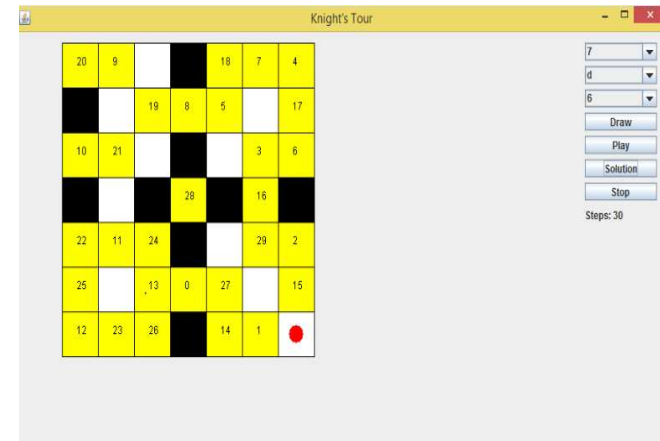 Knight's Tour
20 9 18 7 4
19 8 5 17
10 21 3 6
28 16
22 11 24 29 2
25 13 0 27 15
12 23 26 14 1
7
d
6
Draw
Play
Solution
Stop
Steps: 30